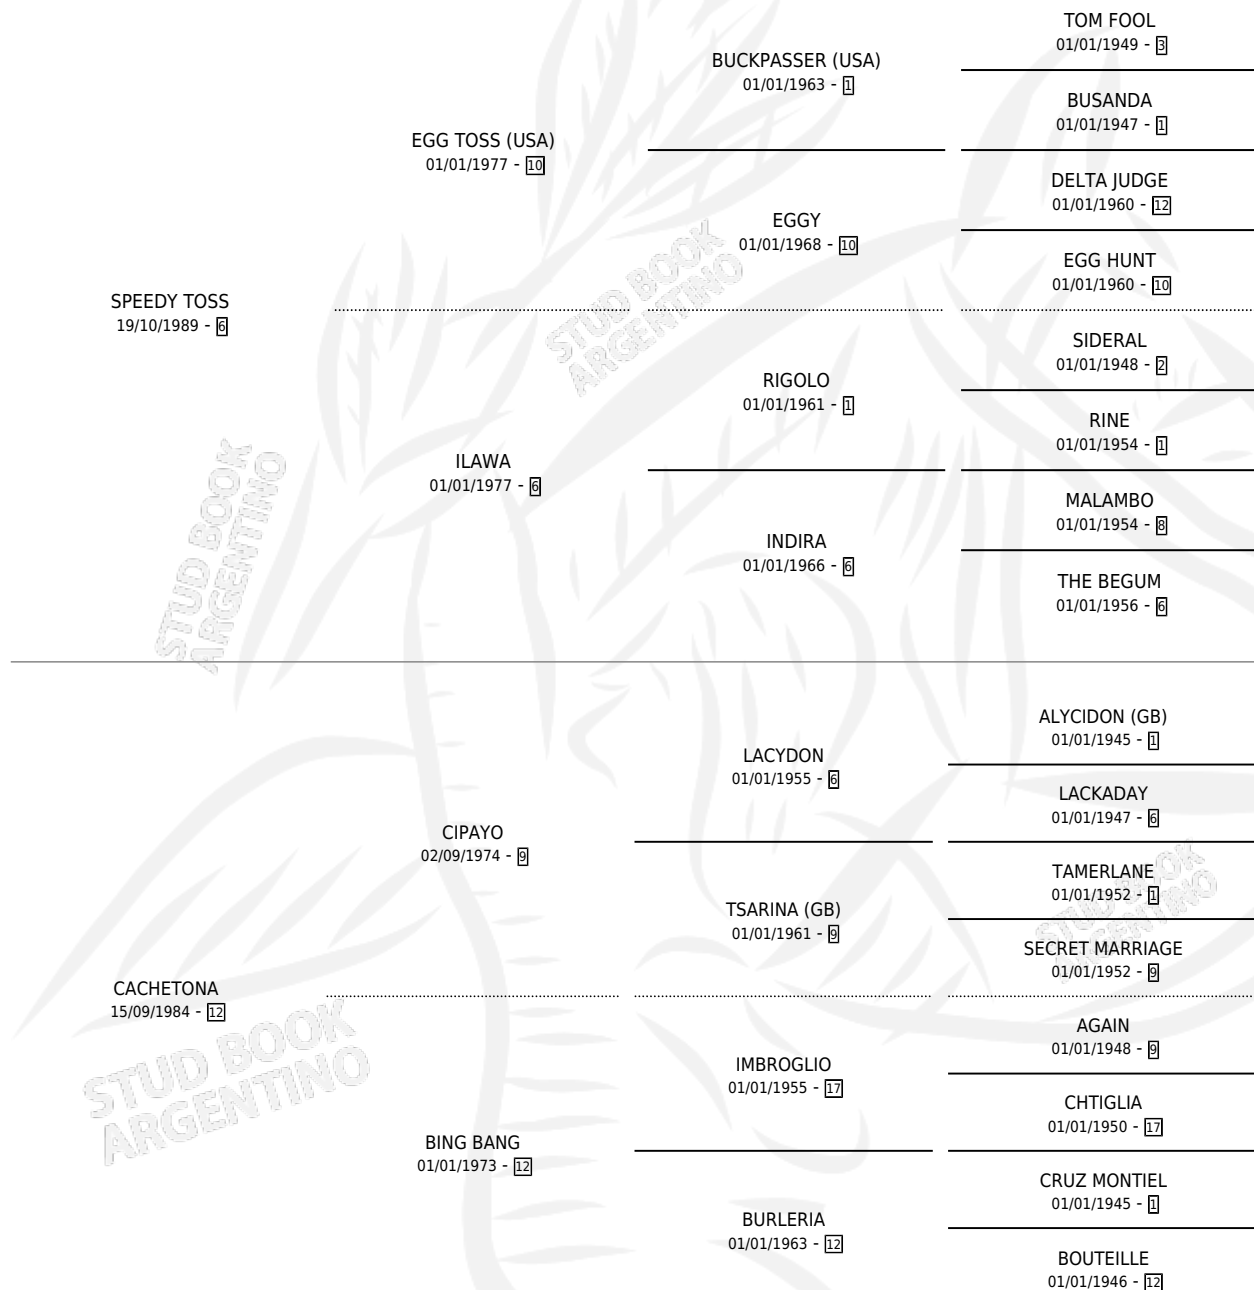 TOM FOOL
01/01/1949 - 3
BUCKPASSER (USA)
01/01/1963 - 1
BUSANDA
01/01/1947 - 1
EGG TOSS (USA)
01/01/1977 - 10
DELTA JUDGE
01/01/1960 - 12
EGGY
01/01/1968 - 10
EGG HUNT
01/01/1960 - 10
SPEEDY TOSS
19/10/1989 - 6
SIDERAL
01/01/1948 - 2
RIGOLO
01/01/1961 - 1
RINE
01/01/1954 - 1
ILAWA
01/01/1977 - 6
MALAMBO
01/01/1954 - 8
INDIRA
01/01/1966 - 6
THE BEGUM
01/01/1956 - 6
ALYCIDON (GB)
01/01/1945 - 1
LACYDON
01/01/1955 - 6
LACKADAY
01/01/1947 - 6
CIPAYO
02/09/1974 - 9
TAMERLANE
01/01/1952 - 1
TSARINA (GB)
01/01/1961 - 9
SECRET MARRIAGE
01/01/1952 - 9
CACHETONA
15/09/1984 - 12
AGAIN
01/01/1948 - 9
IMBROGLIO
01/01/1955 - 17
CHTIGLIA
01/01/1950 - 17
BING BANG
01/01/1973 - 12
CRUZ MONTIEL
01/01/1945 - 1
BURLERIA
01/01/1963 - 12
BOUTEILLE
01/01/1946 - 12
STUD BOOK
ARGENTINO
STUD BOOK
ARGENTINO
STUD BOOK
ARGENTINO
STUD BOOK
ARGENTINO